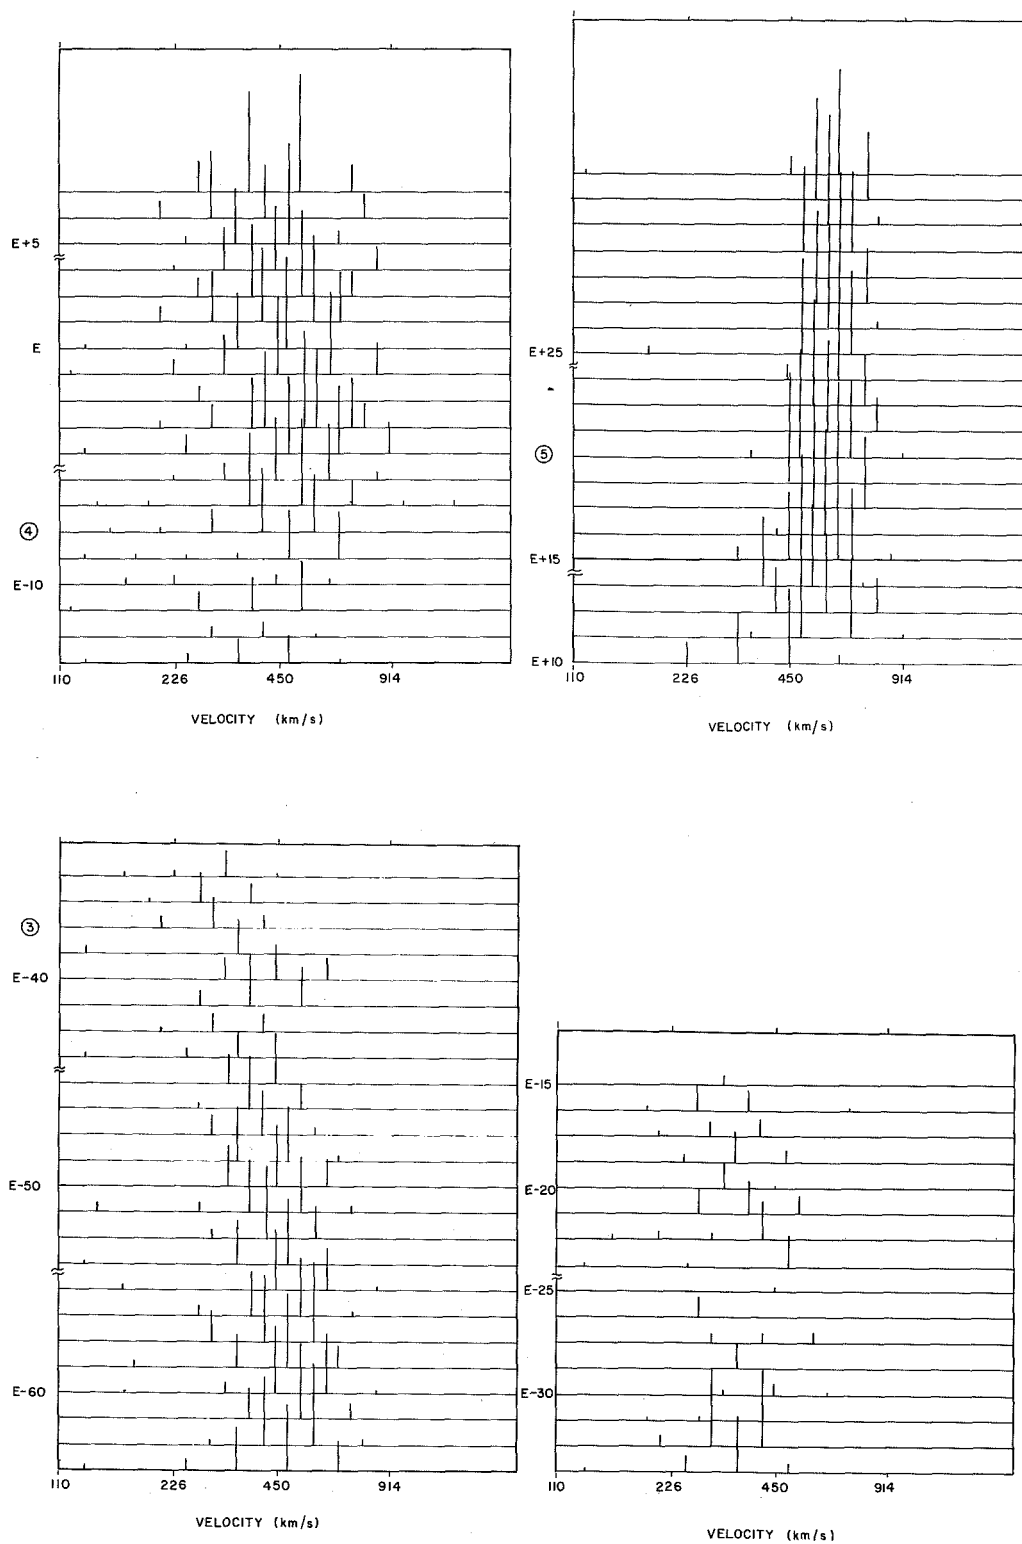 E+5
E
④
E-10
110 226 450 914
VELOCITY (km/s)
E+25
⑤
E+15
E+10
110 226 450 914
VELOCITY (km/s)
③
E-40
E-50
E-60
110 226 450 914
VELOCITY (km/s)
E-15
E-20
E-25
E-30
110 226 450 914
VELOCITY (km/s)